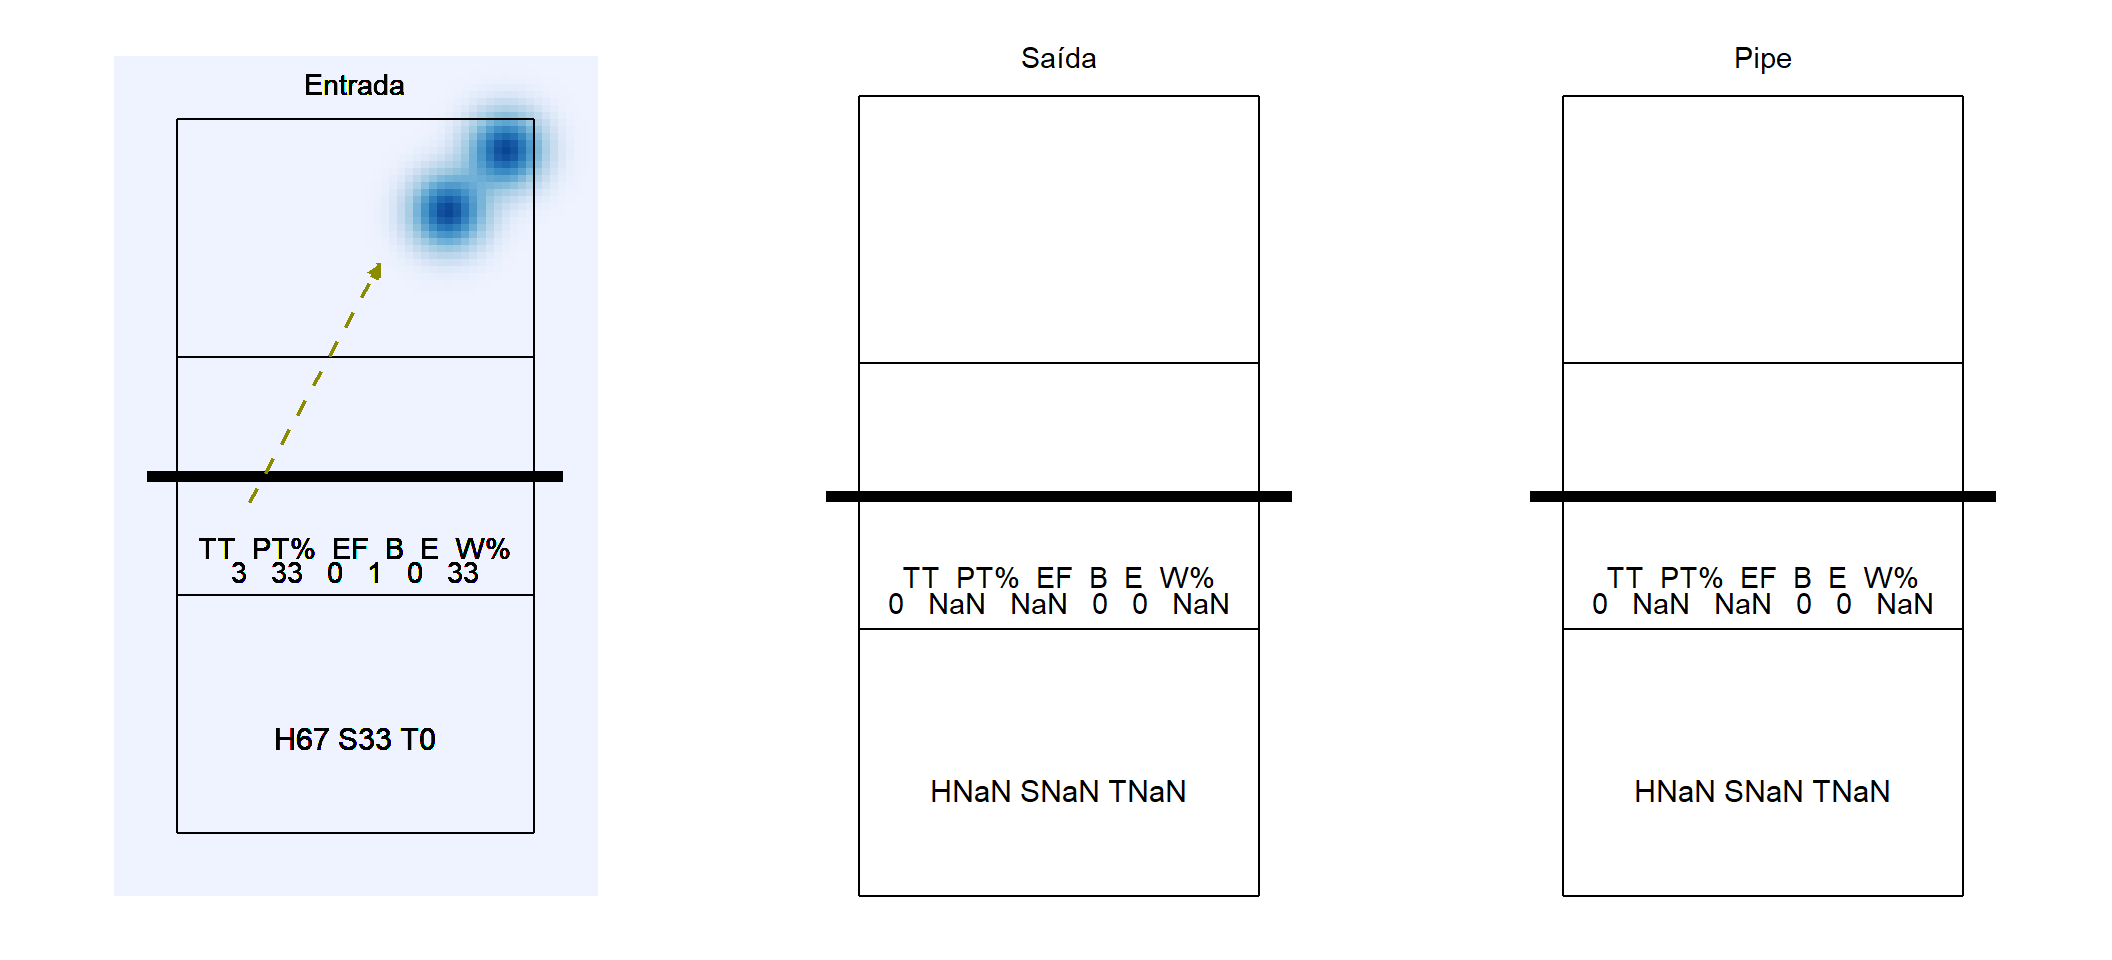 Entrada
TT PT% EF B E W%
3 33 0 1 0 33
H67 S33 T0
Saída
TT PT% EF B E W%
0 NaN NaN 0 0 NaN
HNaN SNaN TNaN
Pipe
TT PT% EF B E W%
0 NaN NaN 0 0 NaN
HNaN SNaN TNaN